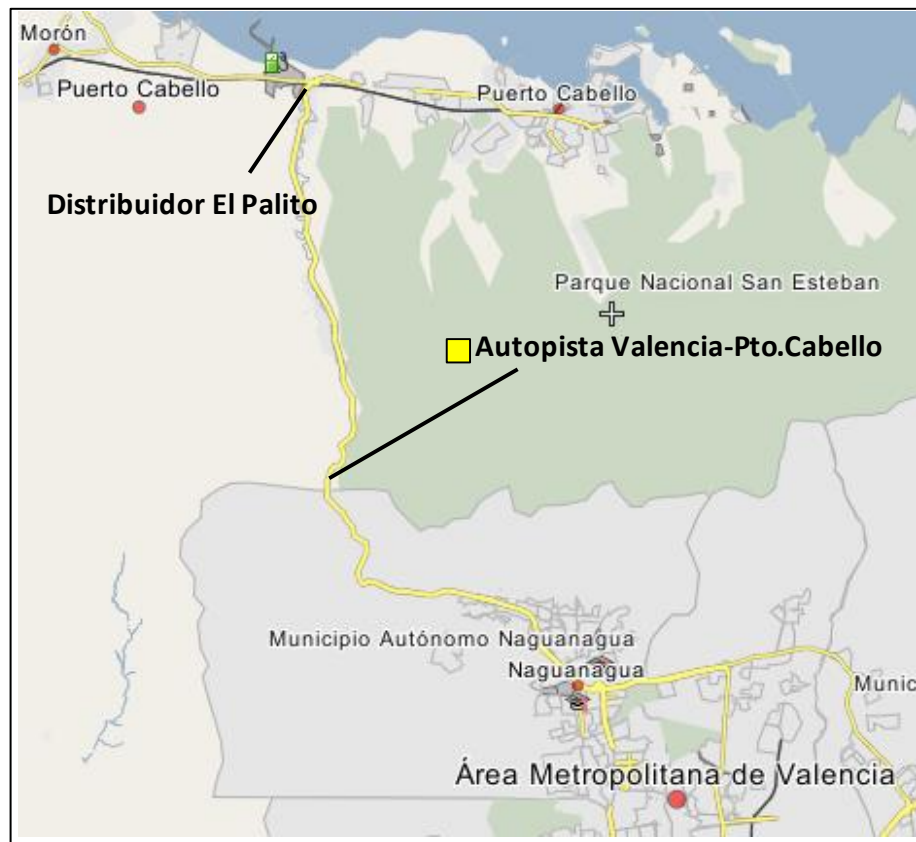 Morón
Puerto Cabello
Puerto Cabello
Distribuidor El Palito
Parque Nacional San Esteban
Autopista Valencia-Pto.Cabello
Municipio Autónomo Naguanagua
Naguanagua
Munic
Área Metropolitana de Valencia